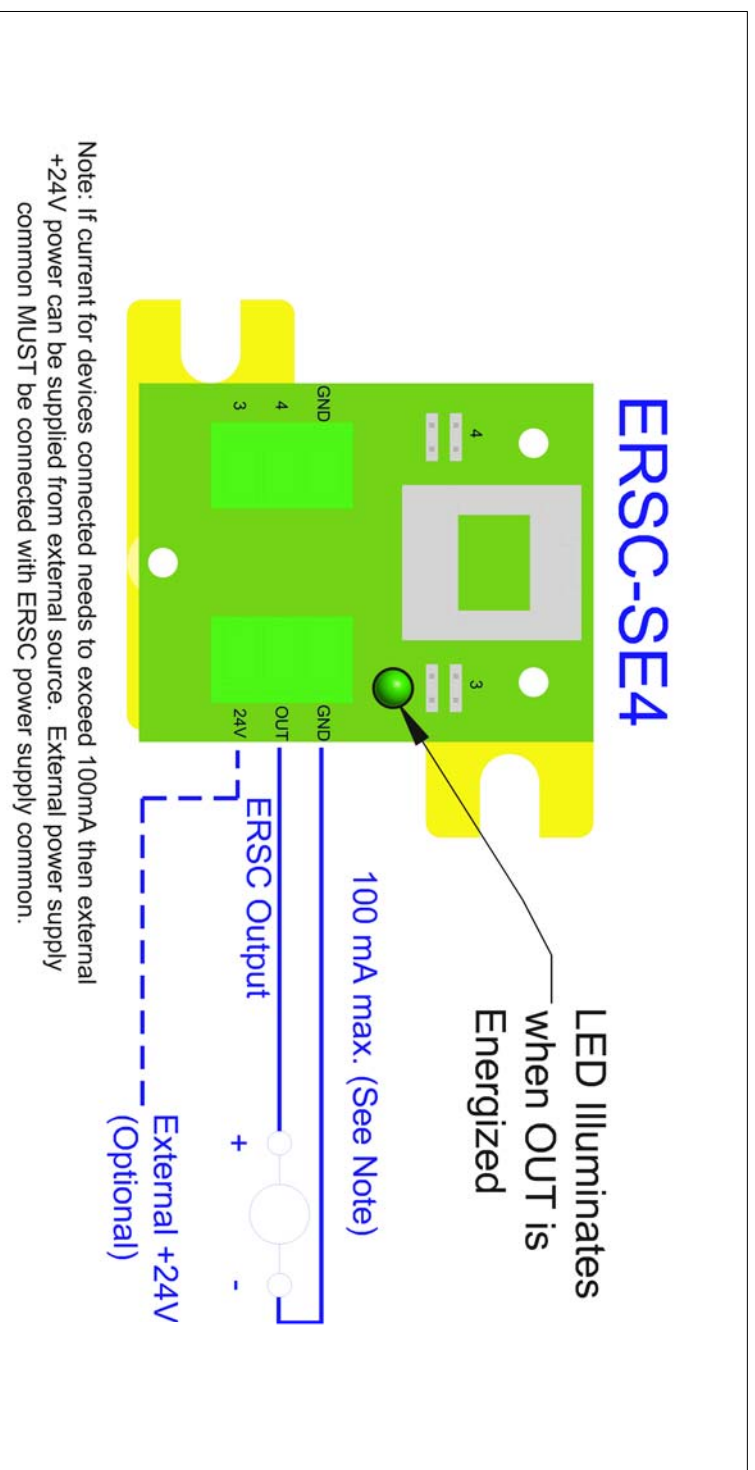 ERSC-SE4
LED Illuminates
when OUT is
Energized
4
3
GND
4
3
GND
OUT
24V
100 mA max. (See Note)
ERSC Output
+
-
External +24V
(Optional)
Note: If current for devices connected needs to exceed 100mA then external
+24V power can be supplied from external source.  External power supply
common MUST be connected with ERSC power supply common.